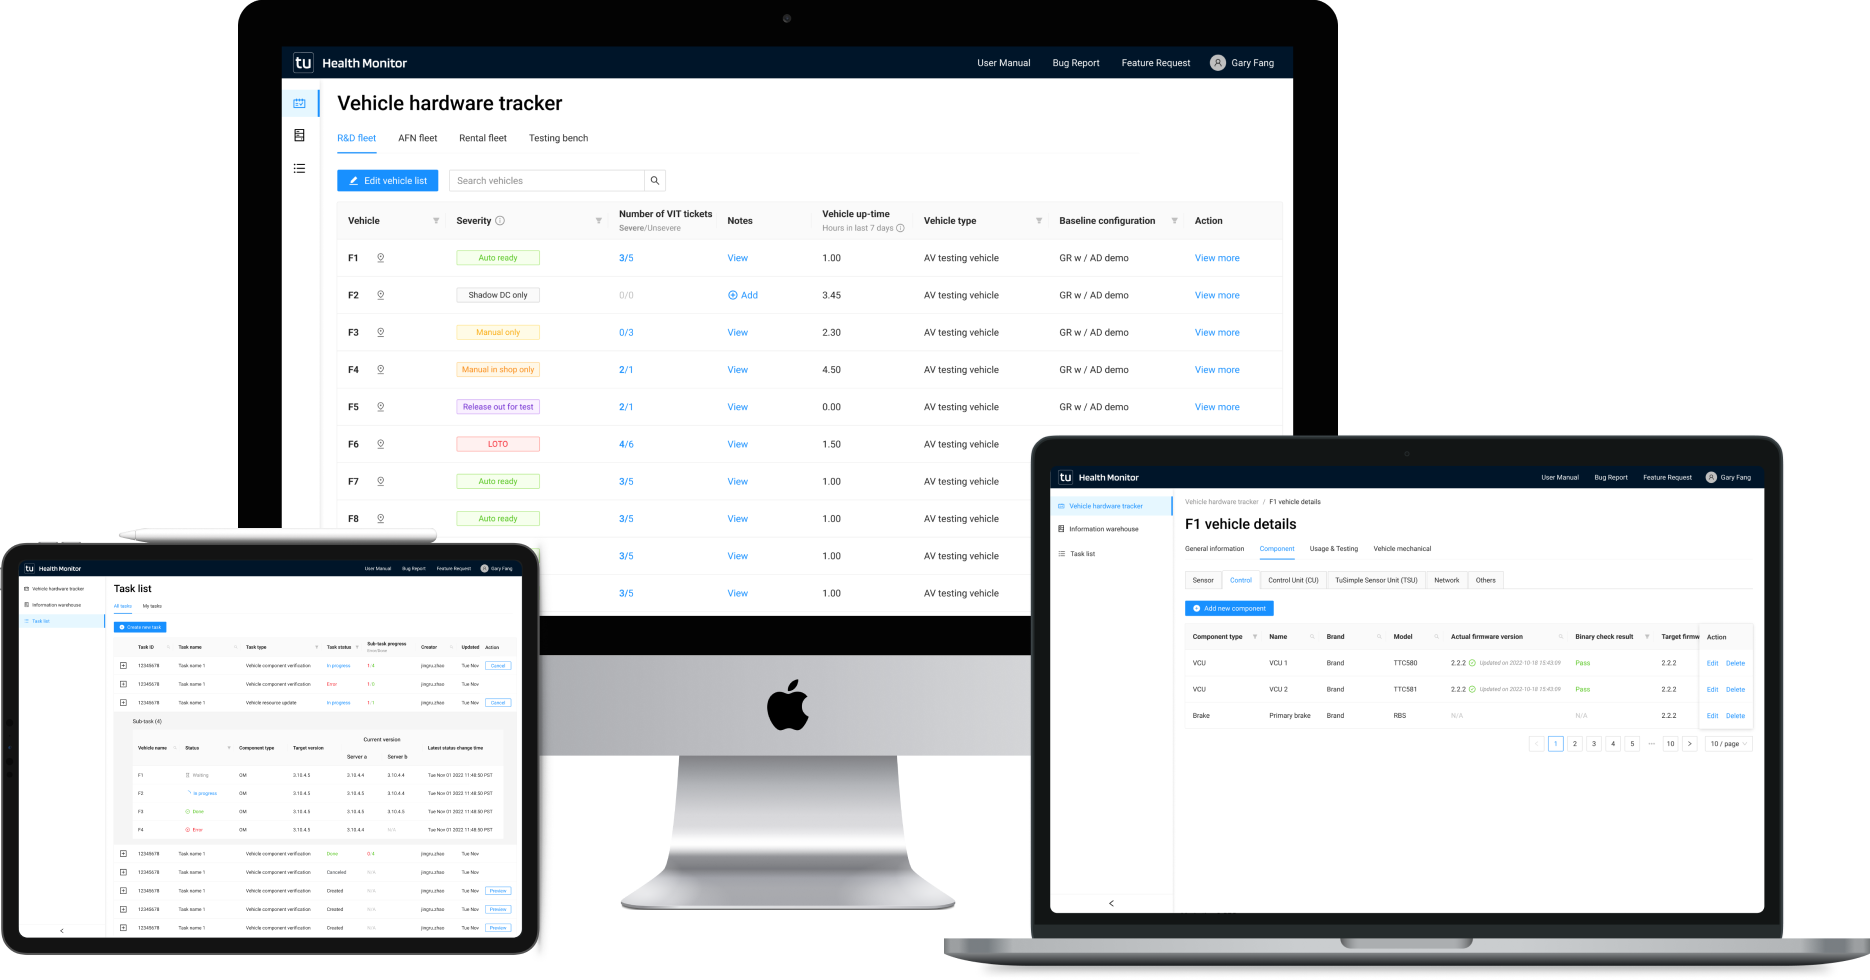 tu Health Monitor User Manual Bug Report Feature Request Gary Fang
Vehicle hardware tracker
R&D fleet AFN fleet Rental fleet Testing bench
Edit vehicle list Search vehicles
Vehicle Severity Number of VIT tickets Severe/Unsevere Notes Vehicle up-time Hours in last 7 days Vehicle type Baseline configuration Action
F1 Auto ready 3/5 View 1.00 AV testing vehicle GR w / AD demo View more
F2 Shadow DC only 0/0 Add 3.45 AV testing vehicle GR w / AD demo View more
F3 Manual only 0/3 View 2.30 AV testing vehicle GR w / AD demo View more
F4 Manual in shop only 2/1 View 4.50 AV testing vehicle GR w / AD demo View more
F5 Release out for test 2/1 View 0.00 AV testing vehicle GR w / AD demo View more
F6 LOTO 4/6 View 1.50 AV testing vehicle
F7 Auto ready 3/5 View 1.00 AV testing vehicle
F8 Auto ready 3/5 View 1.00 AV testing vehicle
3/5 View 1.00 AV testing vehicle
3/5 View 1.00 AV testing vehicle
tu Health Monitor User Manual Bug Report Feature Request Gary Fang
Vehicle hardware tracker
Information warehouse
Task list
Task list
All tasks My tasks
Create new task
Task ID Task name Task type Task status Sub-task progress Creator Updated Action
12345678 Task name 1 Vehicle component verification In progress 1/4 jingru.zhao Tue Nov Cancel
12345678 Task name 1 Vehicle component verification Error jingru.zhao Tue Nov
12345678 Task name 1 Vehicle resource update In progress 1/1 jingru.zhao Tue Nov Cancel
Sub-task (4)
Vehicle name Status Component type Target version Current version Server a Server b Latest status change time
F1 Waiting OM 3.10.4.5 3.10.4.4 3.10.4.4 Tue Nov 01 2022 11:48:50 PST
F2 In progress OM 3.10.4.5 3.10.4.5 3.10.4.4 Tue Nov 01 2022 11:48:50 PST
F3 Done OM 3.10.4.5 3.10.4.5 3.10.4.5 Tue Nov 01 2022 11:48:50 PST
F4 Error OM 3.10.4.5 3.10.4.4 N/A Tue Nov 01 2022 11:48:50 PST
12345678 Task name 1 Vehicle component verification Done 0/4 jingru.zhao Tue Nov
12345678 Task name 1 Vehicle component verification Canceled N/A jingru.zhao Tue Nov
12345678 Task name 1 Vehicle component verification Created N/A jingru.zhao Tue Nov Preview
12345678 Task name 1 Vehicle component verification Created N/A jingru.zhao Tue Nov Preview
12345678 Task name 1 Vehicle component verification Created N/A jingru.zhao Tue Nov Preview
tu Health Monitor User Manual Bug Report Feature Request Gary Fang
Vehicle hardware tracker
Information warehouse
Task list
Vehicle hardware tracker / F1 vehicle details
F1 vehicle details
General information Component Usage & Testing Vehicle mechanical
Sensor Control Control Unit (CU) TuSimple Sensor Unit (TSU) Network Others
Add new component
Component type Name Brand Model Actual firmware version Binary check result Target firmw Action
VCU VCU 1 Brand TTC580 2.2.2 Updated on 2022-10-18 15:43:09 Pass 2.2.2 Edit Delete
VCU VCU 2 Brand TTC581 2.2.2 Updated on 2022-10-18 15:43:09 Pass 2.2.2 Edit Delete
Brake Primary brake Brand RBS N/A N/A 2.2.2 Edit Delete
< 1 2 3 4 5 ••• 10 > 10 / page